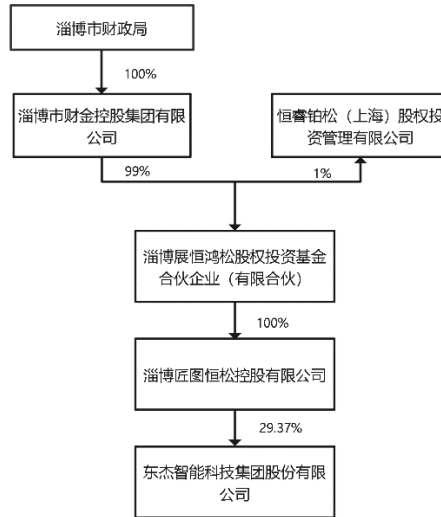 淄博市财政局
100%
淄博市财金控股集团有限
公司
恒睿铂松（上海）股权投
资管理有限公司
99%
1%
淄博展恒鸿松股权投资基金
合伙企业（有限合伙）
100%
淄博匠图恒松控股有限公司
29.37%
东杰智能科技集团股份有限
公司